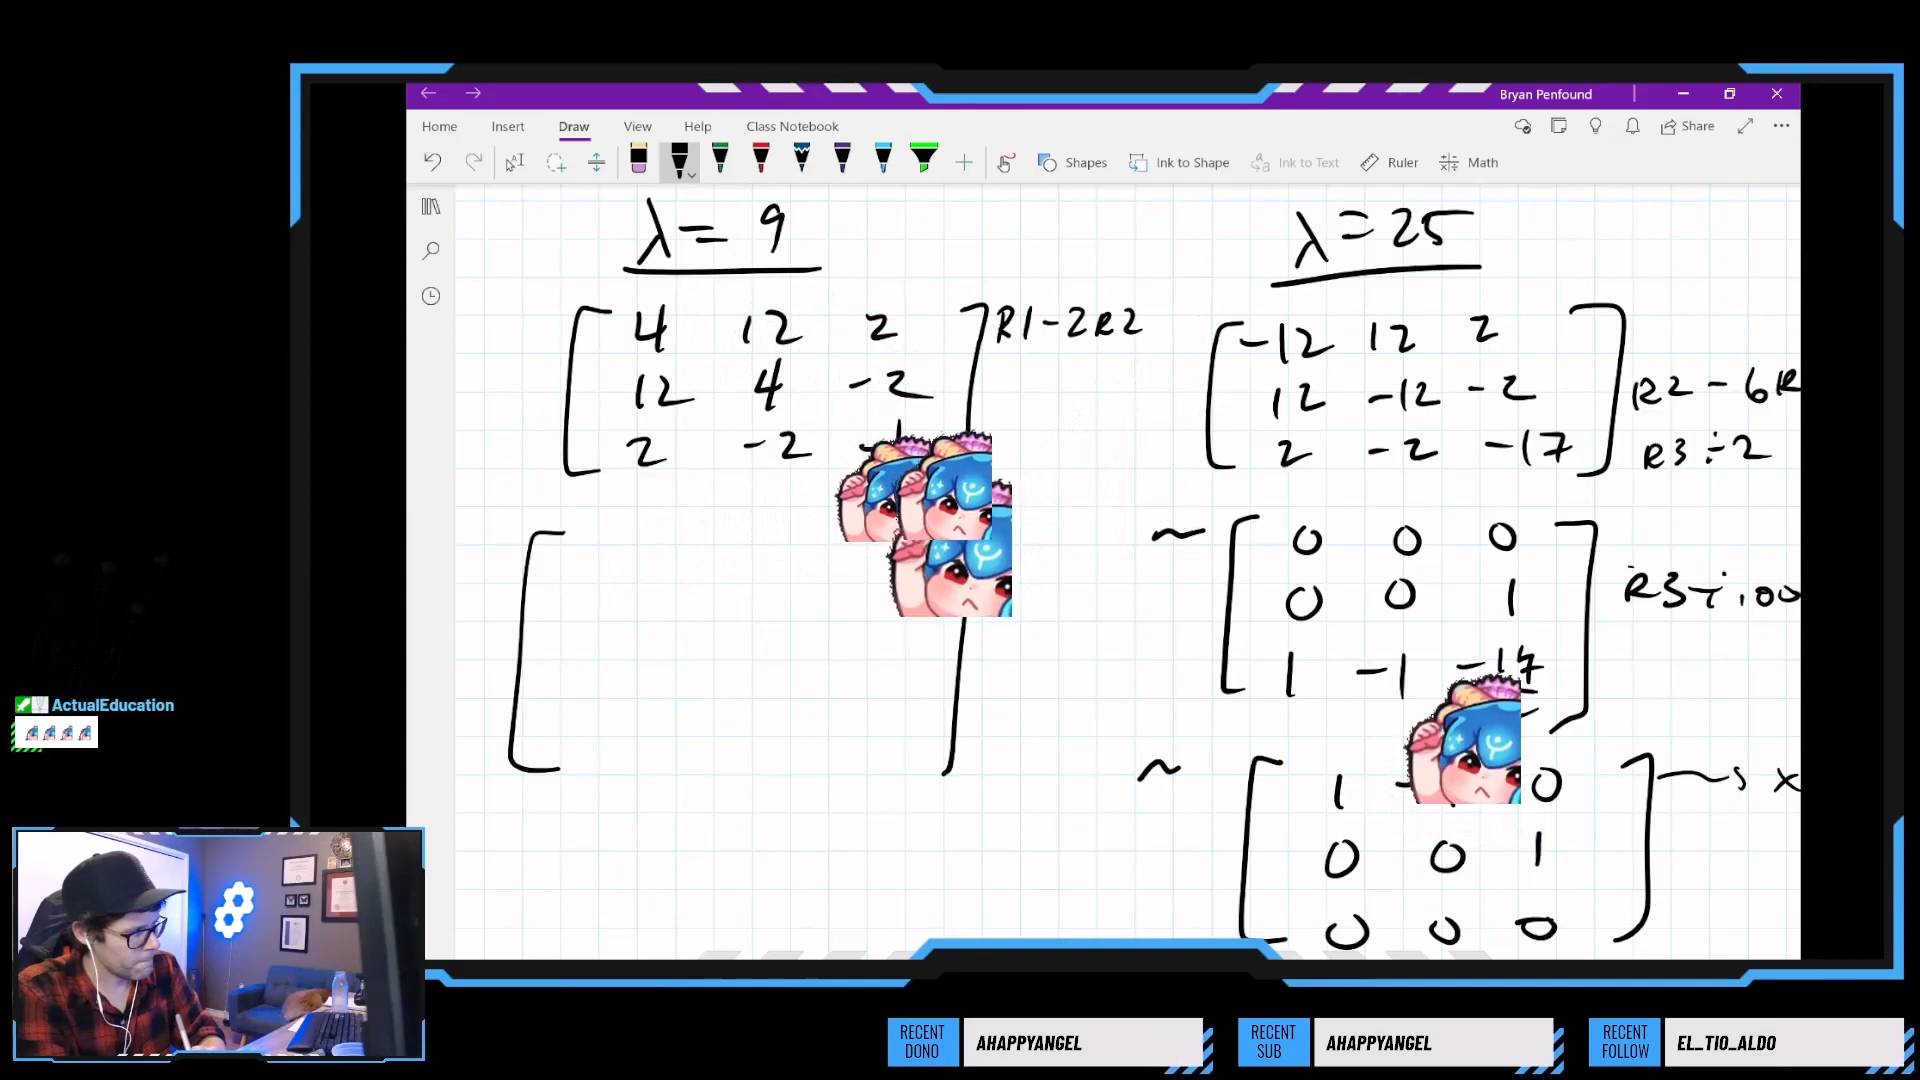 Bryan Penfound
Home Insert Draw View Help Class Notebook
Share
Shapes Ink to Shape Ink to Text Ruler Math
λ = 9
4 12 2 R1-2R2
12 4 -2
2 -2
λ = 25
-12 12 2
12 -12 -2
2 -2 -17 R3÷2
~ 0 0 0
0 0 1
1 -1
~ 1 0
0 0 1
0 0 0
ActualEducation
RECENT DONO
AHAPPYANGEL
RECENT SUB
AHAPPYANGEL
RECENT FOLLOW
EL_TIO_ALDO